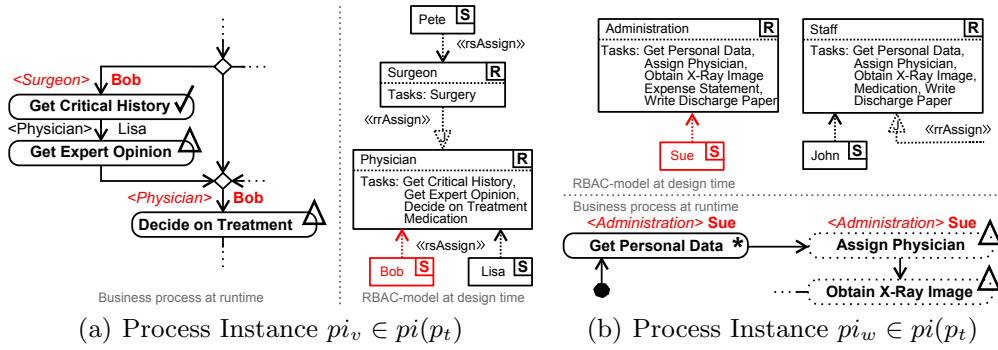 <Surgeon> Bob
Get Critical History
<Physician> Lisa
Get Expert Opinion
<Physician> Bob
Decide on Treatment
Business process at runtime
Pete S
«rsAssign»
Surgeon R
Tasks: Surgery
«rrAssign»
Physician R
Tasks: Get Critical History,
Get Expert Opinion,
Decide on Treatment
Medication
«rsAssign»
Bob S
Lisa S
RBAC-model at design time
(a) Process Instance pi_v ∈ pi(p_t)
Administration R
Tasks: Get Personal Data,
Assign Physician,
Obtain X-Ray Image
Expense Statement,
Write Discharge Paper
Sue S
Staff R
Tasks: Get Personal Data,
Assign Physician,
Obtain X-Ray Image,
Medication, Write
Discharge Paper
«rrAssign»
John S
RBAC-model at design time
Business process at runtime
<Administration> Sue
Get Personal Data *
<Administration> Sue
Assign Physician
Obtain X-Ray Image
(b) Process Instance pi_w ∈ pi(p_t)